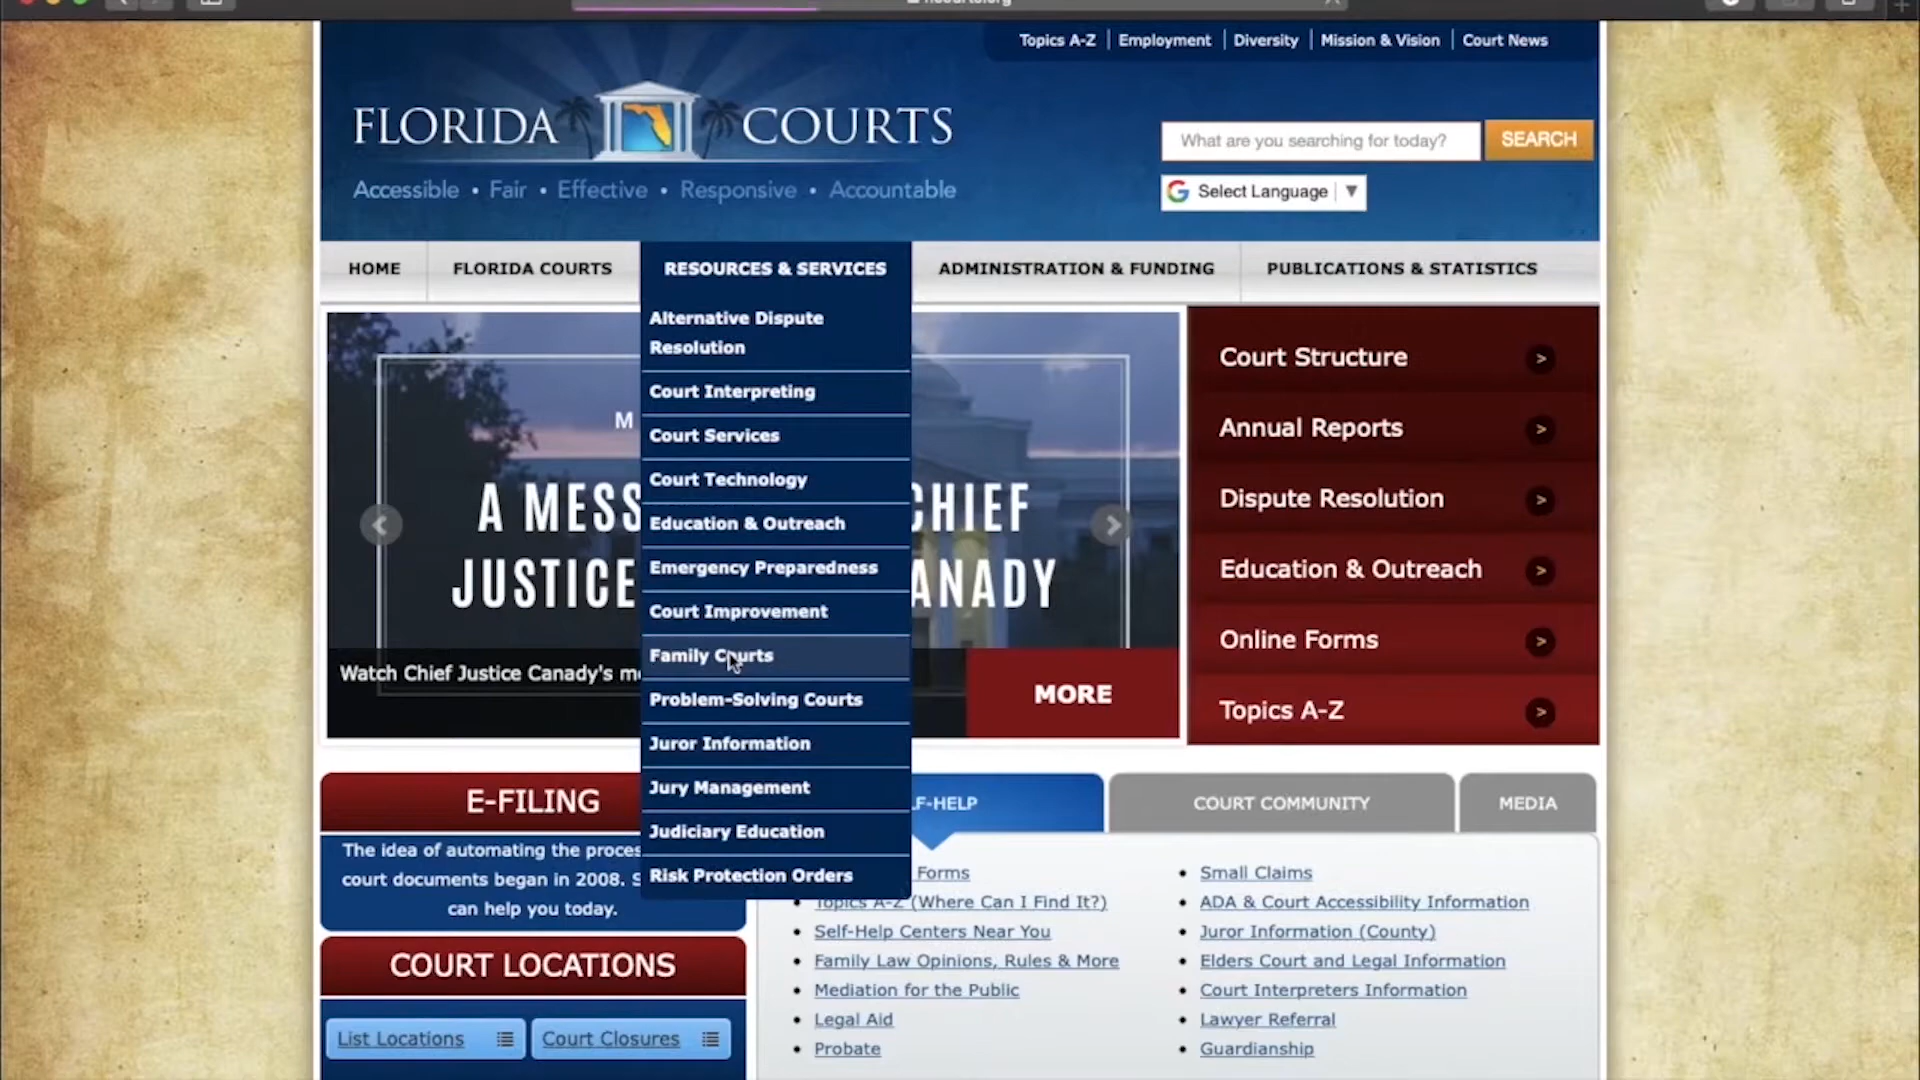 Topics A-Z
Employment
Diversity
Mission & Vision
Court News
FLORIDA COURTS
Accessible • Fair • Effective • Responsive • Accountable
What are you searching for today?
SEARCH
Select Language
HOME
FLORIDA COURTS
RESOURCES & SERVICES
ADMINISTRATION & FUNDING
PUBLICATIONS & STATISTICS
Alternative Dispute
Resolution
Court Interpreting
Court Services
Court Technology
Education & Outreach
Emergency Preparedness
Court Improvement
Family Courts
Problem-Solving Courts
Juror Information
Jury Management
Judiciary Education
Risk Protection Orders
M
A MESS CHIEF
JUSTICE ANADY
Watch Chief Justice Canady's m
MORE
Court Structure
Annual Reports
Dispute Resolution
Education & Outreach
Online Forms
Topics A-Z
E-FILING
The idea of automating the proces
court documents began in 2008. S
can help you today.
COURT LOCATIONS
List Locations
Court Closures
LF-HELP
COURT COMMUNITY
MEDIA
Forms
Topics A-Z (Where Can I Find It?)
Self-Help Centers Near You
Family Law Opinions, Rules & More
Mediation for the Public
Legal Aid
Probate
Small Claims
ADA & Court Accessibility Information
Juror Information (County)
Elders Court and Legal Information
Court Interpreters Information
Lawyer Referral
Guardianship